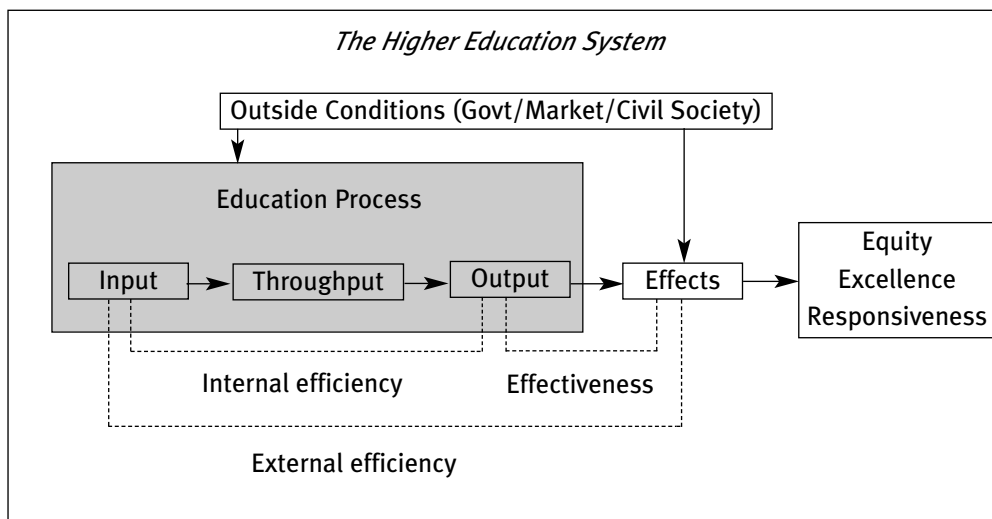 The Higher Education System
Outside Conditions (Govt/Market/Civil Society)
Education Process
Input
Throughput
Output
Effects
Equity
Excellence
Responsiveness
Internal efficiency
Effectiveness
External efficiency